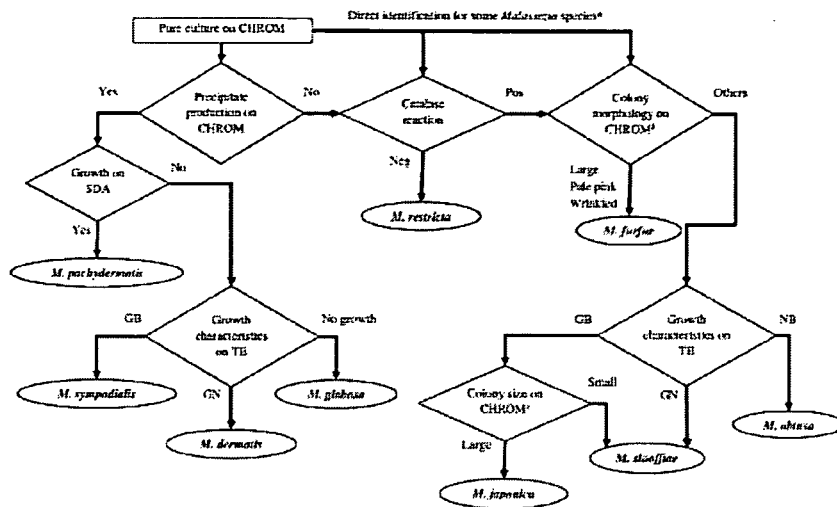 Direct identification for some Malassezia species*
Pure culture on CHROM
Yes
Precipitate
production on
CHROM
No
Catalase
reaction
Pos
Colony
morphology on
CHROM
Others
Growth on
SDA
No
Neg
Large
Pale pink
Wrinkled
Yes
M. restricta
M. furfur
M. pachydermatis
GB
Growth
characteristics
on TE
No growth
GB
Growth
characteristics on
TE
NB
M. sympodialis
GN
M. globosa
Colony size on
CHROM
Small
GN
M. dermatis
Large
M. slooffiae
M. obtusa
M. japonica